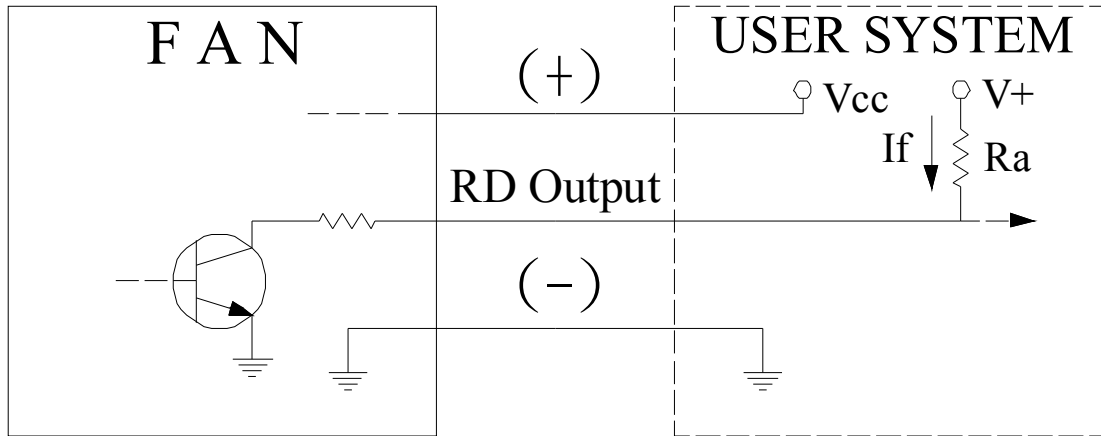 F A N
USER SYSTEM
(+)
Vcc
V+
If
Ra
RD Output
(-)